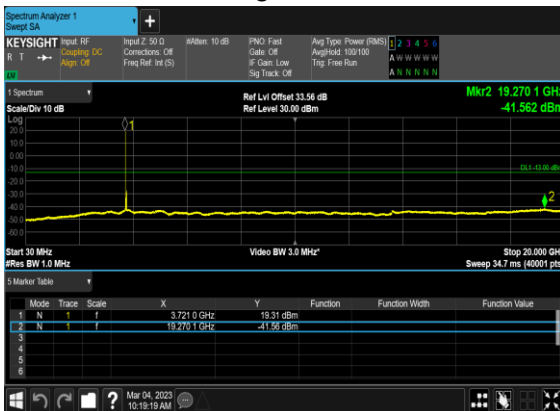 Spectrum Analyzer 1
Swept SA
+
KEYSIGHT Input: RF Input Z: 50 Ω #Atten: 10 dB PNO: Fast Avg Type: Power (RMS) 1 2 3 4 5 6
R T Coupling: DC Corrections: Off Gate: Off Avg|Hold: 100/100 A W W W W W
Align: Off Freq Ref: Int (S) IF Gain: Low Trig: Free Run
Sig Track: Off A N N N N N
LV
1 Spectrum Ref Lvl Offset 33.56 dB Mkr2 19.270 1 GHz
Scale/Div 10 dB Ref Level 30.00 dBm -41.562 dBm
Log
1
20.0
10.0
0.00
-10.0 DL1 -13.00 dBm
-20.0
-30.0
2
-40.0
-50.0
-60.0
Start 30 MHz Video BW 3.0 MHz* Stop 20.000 GHz
#Res BW 1.0 MHz Sweep 34.7 ms (40001 pts)
5 Marker Table
Mode Trace Scale X Y Function Function Width Function Value
1 N 1 f 3.721 0 GHz 19.31 dBm
2 N 1 f 19.270 1 GHz -41.56 dBm
3
4
5
6
? Mar 04, 2023
10:19:19 AM